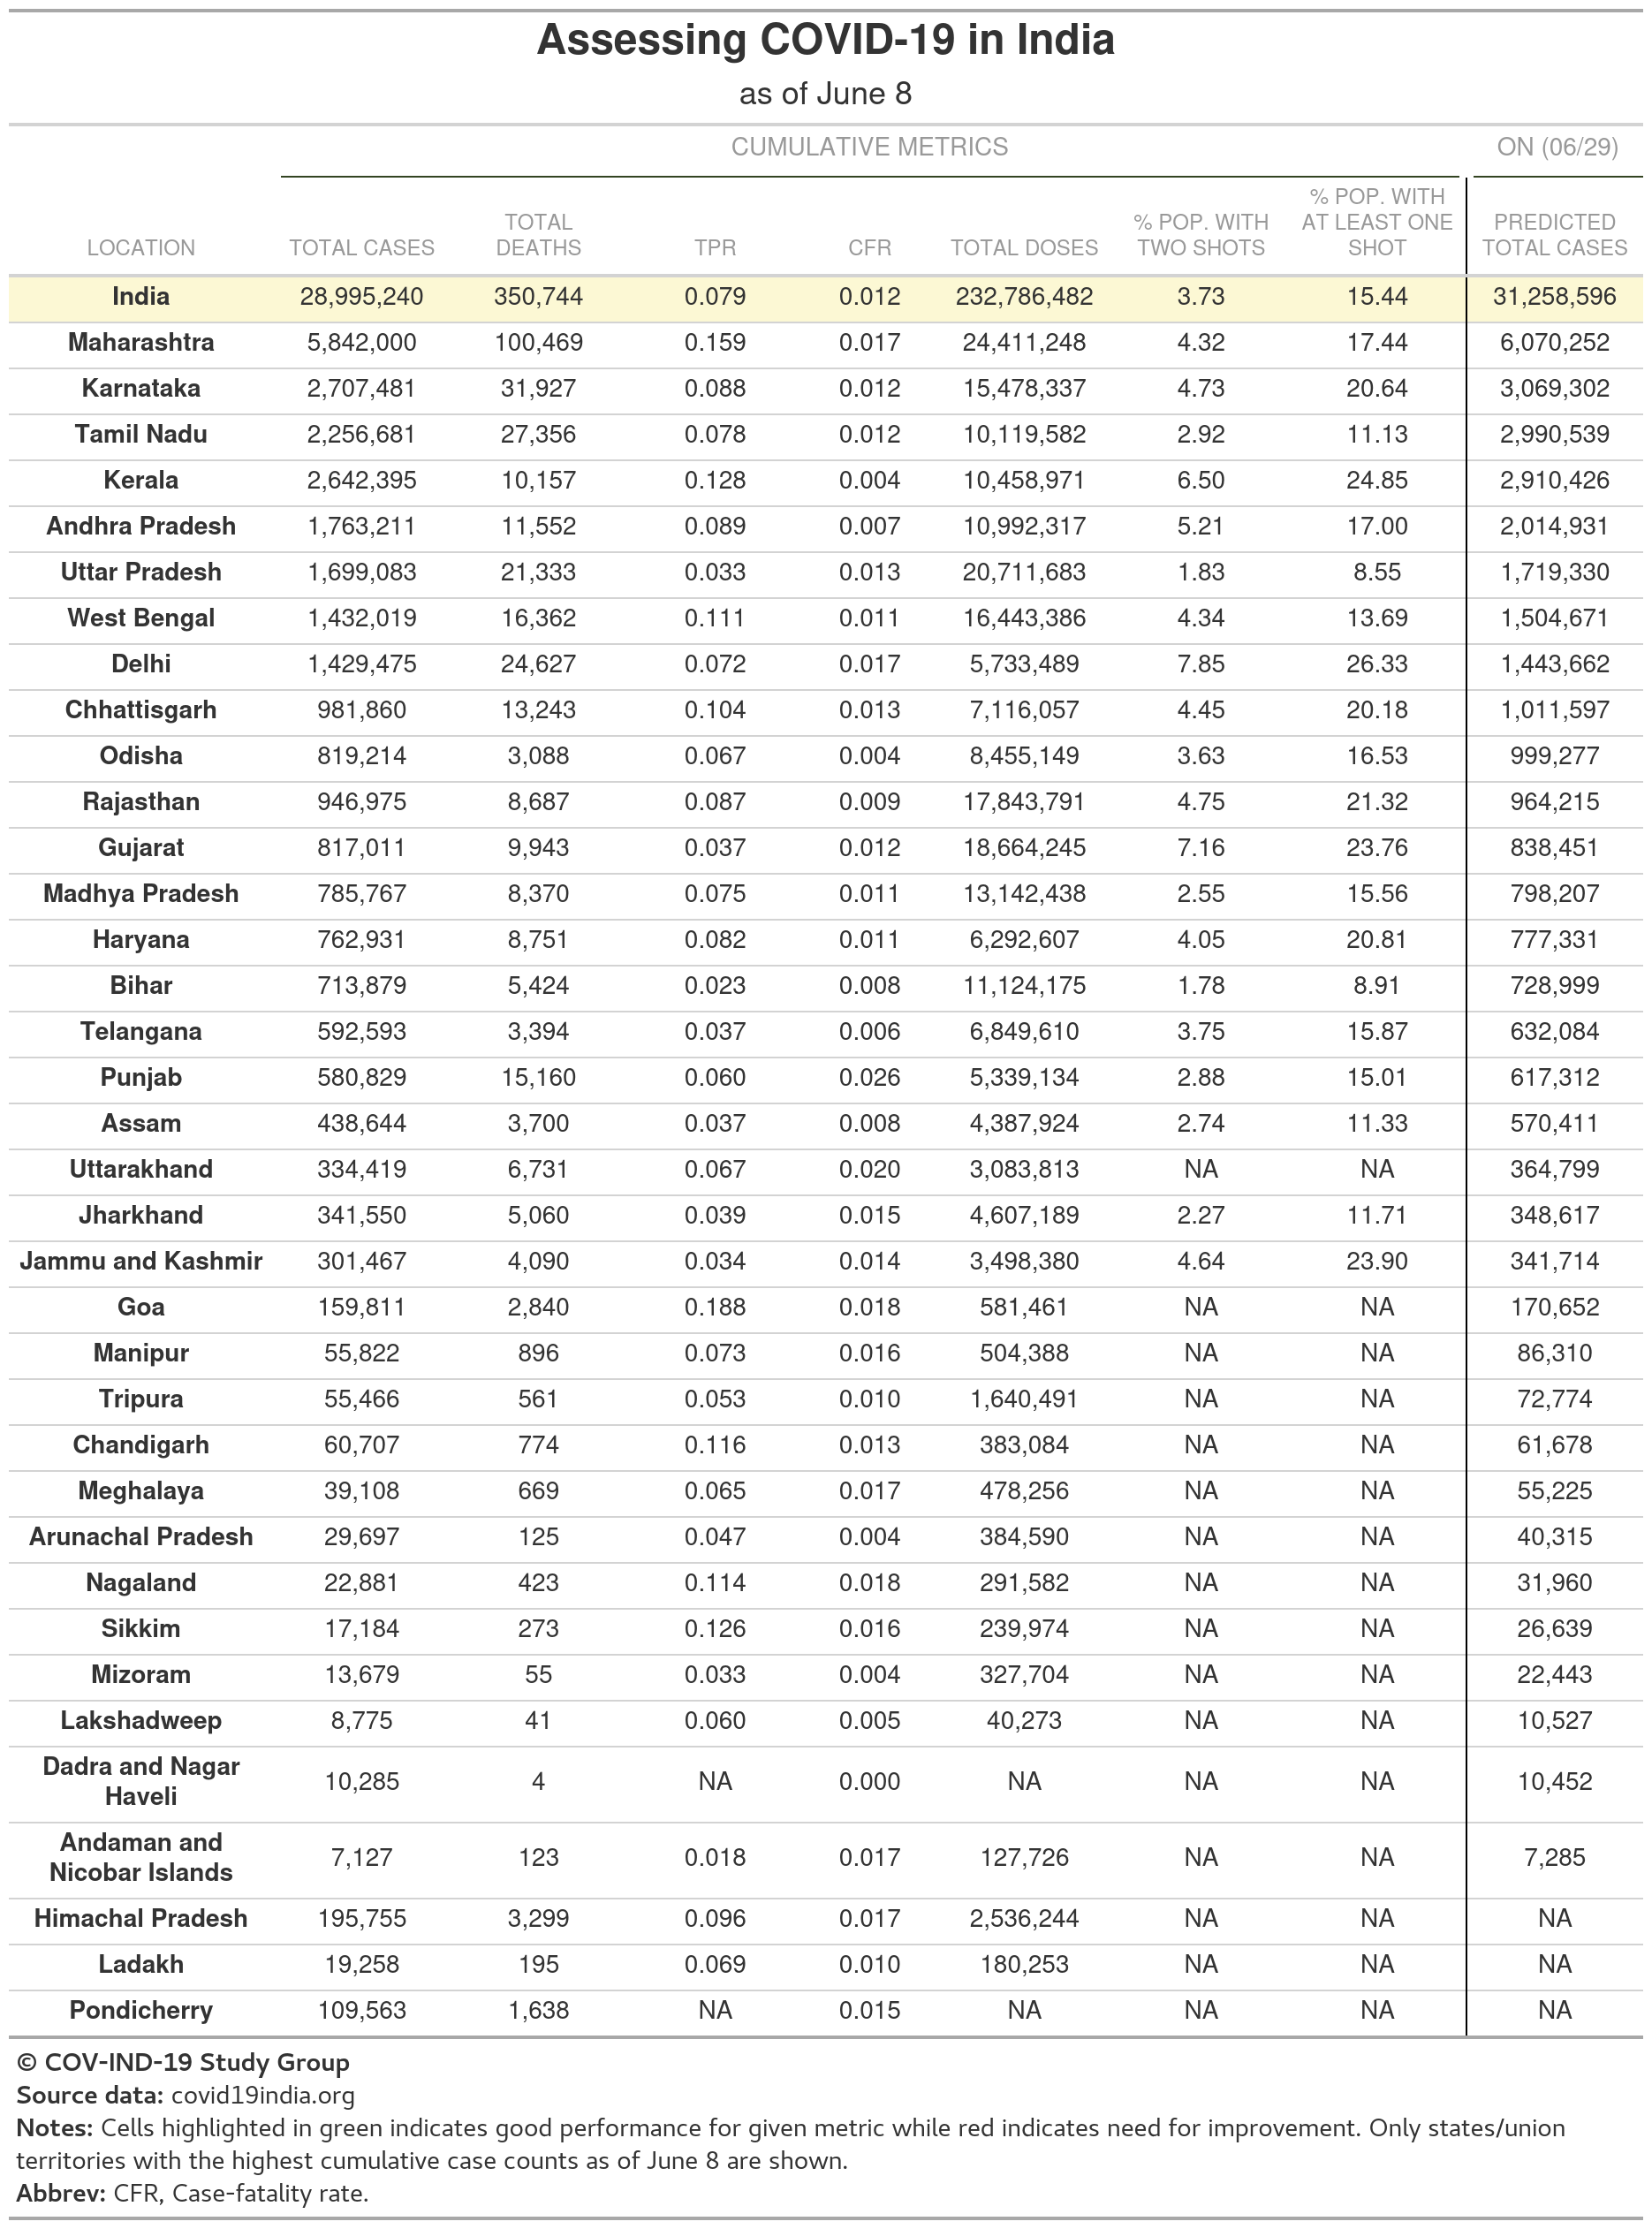 Assessing COVID-19 in India
as of June 8
CUMULATIVE METRICS ON (06/29)
LOCATION TOTAL CASES TOTAL DEATHS TPR CFR TOTAL DOSES % POP. WITH TWO SHOTS % POP. WITH AT LEAST ONE SHOT PREDICTED TOTAL CASES
India 28,995,240 350,744 0.079 0.012 232,786,482 3.73 15.44 31,258,596
Maharashtra 5,842,000 100,469 0.159 0.017 24,411,248 4.32 17.44 6,070,252
Karnataka 2,707,481 31,927 0.088 0.012 15,478,337 4.73 20.64 3,069,302
Tamil Nadu 2,256,681 27,356 0.078 0.012 10,119,582 2.92 11.13 2,990,539
Kerala 2,642,395 10,157 0.128 0.004 10,458,971 6.50 24.85 2,910,426
Andhra Pradesh 1,763,211 11,552 0.089 0.007 10,992,317 5.21 17.00 2,014,931
Uttar Pradesh 1,699,083 21,333 0.033 0.013 20,711,683 1.83 8.55 1,719,330
West Bengal 1,432,019 16,362 0.111 0.011 16,443,386 4.34 13.69 1,504,671
Delhi 1,429,475 24,627 0.072 0.017 5,733,489 7.85 26.33 1,443,662
Chhattisgarh 981,860 13,243 0.104 0.013 7,116,057 4.45 20.18 1,011,597
Odisha 819,214 3,088 0.067 0.004 8,455,149 3.63 16.53 999,277
Rajasthan 946,975 8,687 0.087 0.009 17,843,791 4.75 21.32 964,215
Gujarat 817,011 9,943 0.037 0.012 18,664,245 7.16 23.76 838,451
Madhya Pradesh 785,767 8,370 0.075 0.011 13,142,438 2.55 15.56 798,207
Haryana 762,931 8,751 0.082 0.011 6,292,607 4.05 20.81 777,331
Bihar 713,879 5,424 0.023 0.008 11,124,175 1.78 8.91 728,999
Telangana 592,593 3,394 0.037 0.006 6,849,610 3.75 15.87 632,084
Punjab 580,829 15,160 0.060 0.026 5,339,134 2.88 15.01 617,312
Assam 438,644 3,700 0.037 0.008 4,387,924 2.74 11.33 570,411
Uttarakhand 334,419 6,731 0.067 0.020 3,083,813 NA NA 364,799
Jharkhand 341,550 5,060 0.039 0.015 4,607,189 2.27 11.71 348,617
Jammu and Kashmir 301,467 4,090 0.034 0.014 3,498,380 4.64 23.90 341,714
Goa 159,811 2,840 0.188 0.018 581,461 NA NA 170,652
Manipur 55,822 896 0.073 0.016 504,388 NA NA 86,310
Tripura 55,466 561 0.053 0.010 1,640,491 NA NA 72,774
Chandigarh 60,707 774 0.116 0.013 383,084 NA NA 61,678
Meghalaya 39,108 669 0.065 0.017 478,256 NA NA 55,225
Arunachal Pradesh 29,697 125 0.047 0.004 384,590 NA NA 40,315
Nagaland 22,881 423 0.114 0.018 291,582 NA NA 31,960
Sikkim 17,184 273 0.126 0.016 239,974 NA NA 26,639
Mizoram 13,679 55 0.033 0.004 327,704 NA NA 22,443
Lakshadweep 8,775 41 0.060 0.005 40,273 NA NA 10,527
Dadra and Nagar Haveli 10,285 4 NA 0.000 NA NA NA 10,452
Andaman and Nicobar Islands 7,127 123 0.018 0.017 127,726 NA NA 7,285
Himachal Pradesh 195,755 3,299 0.096 0.017 2,536,244 NA NA NA
Ladakh 19,258 195 0.069 0.010 180,253 NA NA NA
Pondicherry 109,563 1,638 NA 0.015 NA NA NA NA
© COV-IND-19 Study Group
Source data: covid19india.org
Notes: Cells highlighted in green indicates good performance for given metric while red indicates need for improvement. Only states/union
territories with the highest cumulative case counts as of June 8 are shown.
Abbrev: CFR, Case-fatality rate.